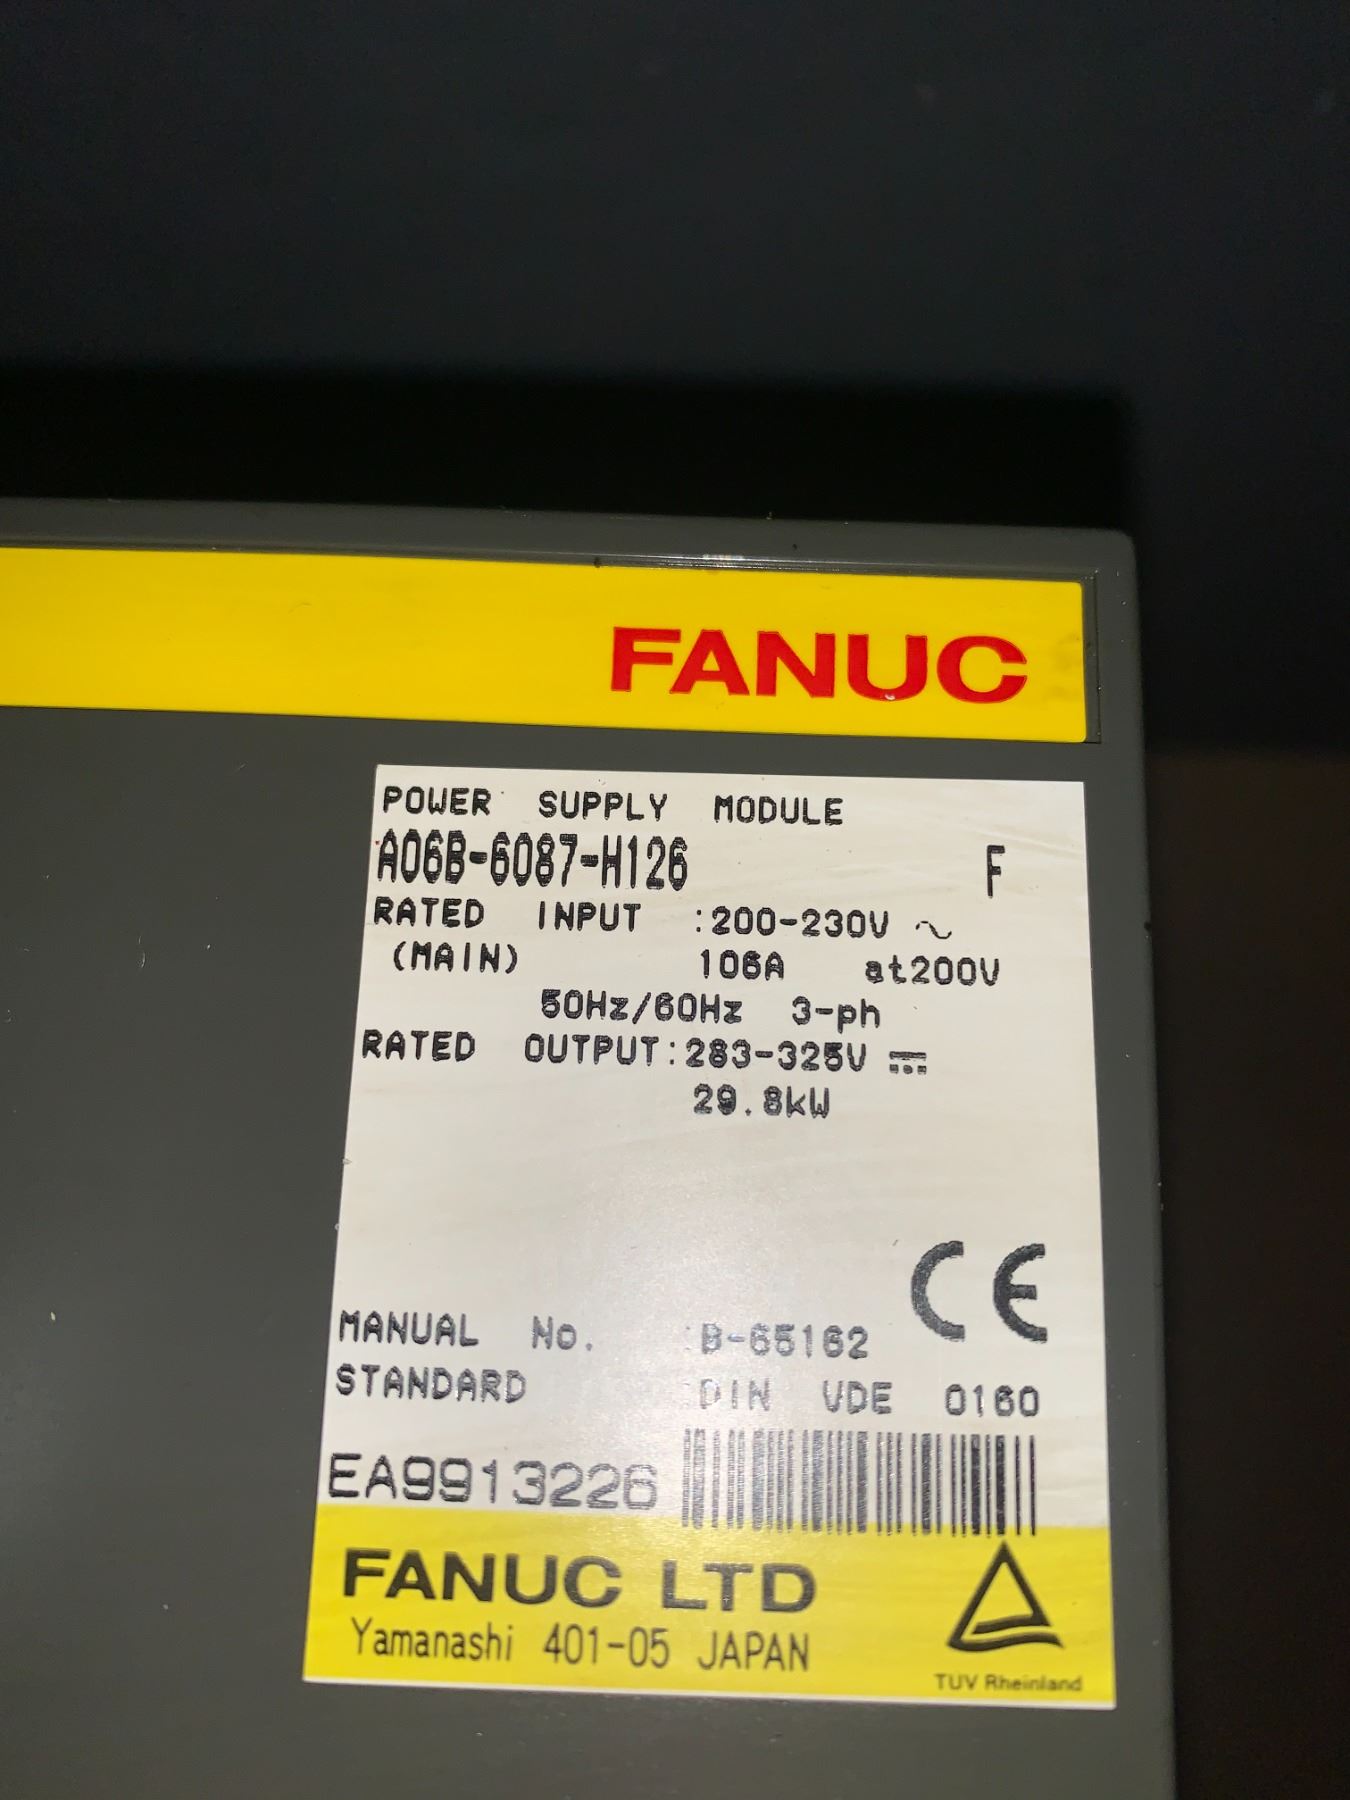 FANUC
POWER SUPPLY MODULE
A06B-6087-H126 F
RATED INPUT :200-230V ~
(MAIN) 106A at200V
50Hz/60Hz 3-ph
RATED OUTPUT:283-325V ⎓
29.8kW
CE
MANUAL No. :B-65162
STANDARD :DIN VDE 0160
EA9913226
FANUC LTD
Yamanashi 401-05 JAPAN
TUV Rheinland